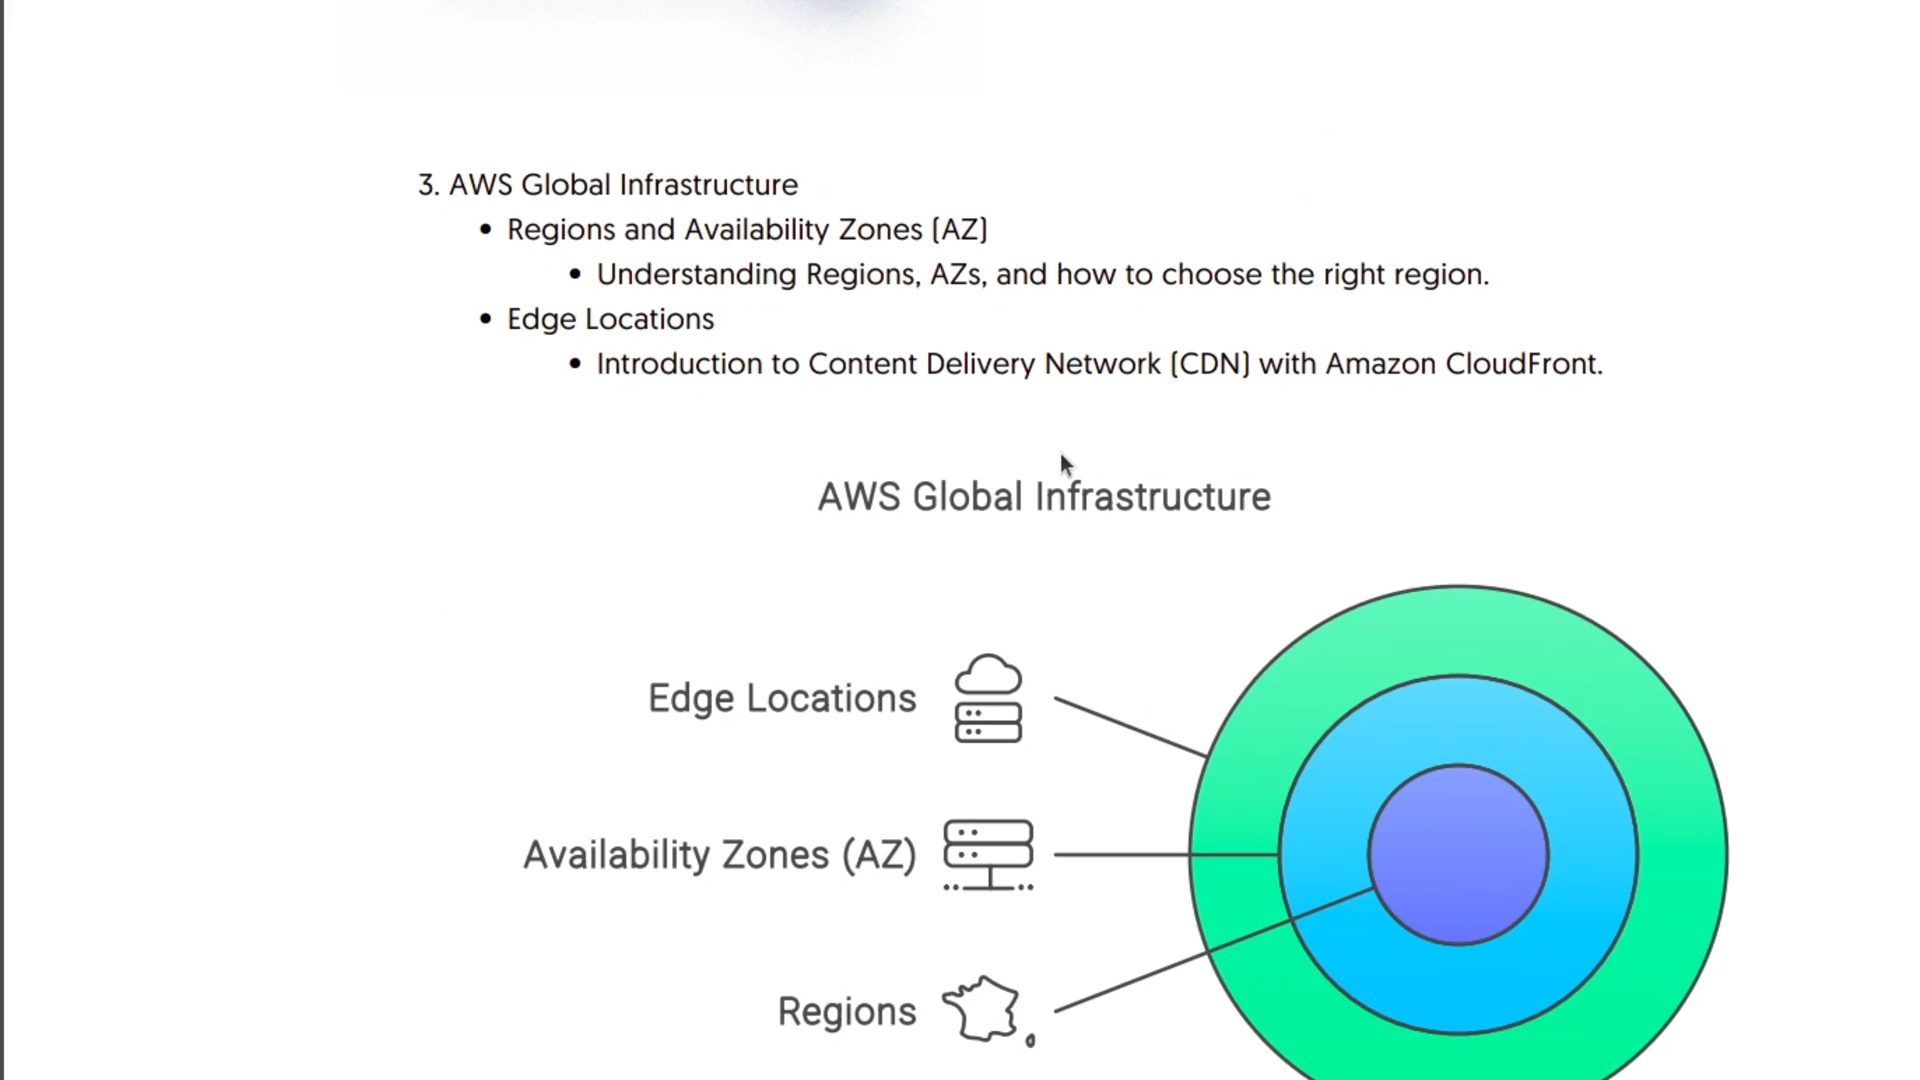 3. AWS Global Infrastructure
• Regions and Availability Zones (AZ)
• Understanding Regions, AZs, and how to choose the right region.
• Edge Locations
• Introduction to Content Delivery Network (CDN) with Amazon CloudFront.
AWS Global Infrastructure
Edge Locations
Availability Zones (AZ)
Regions